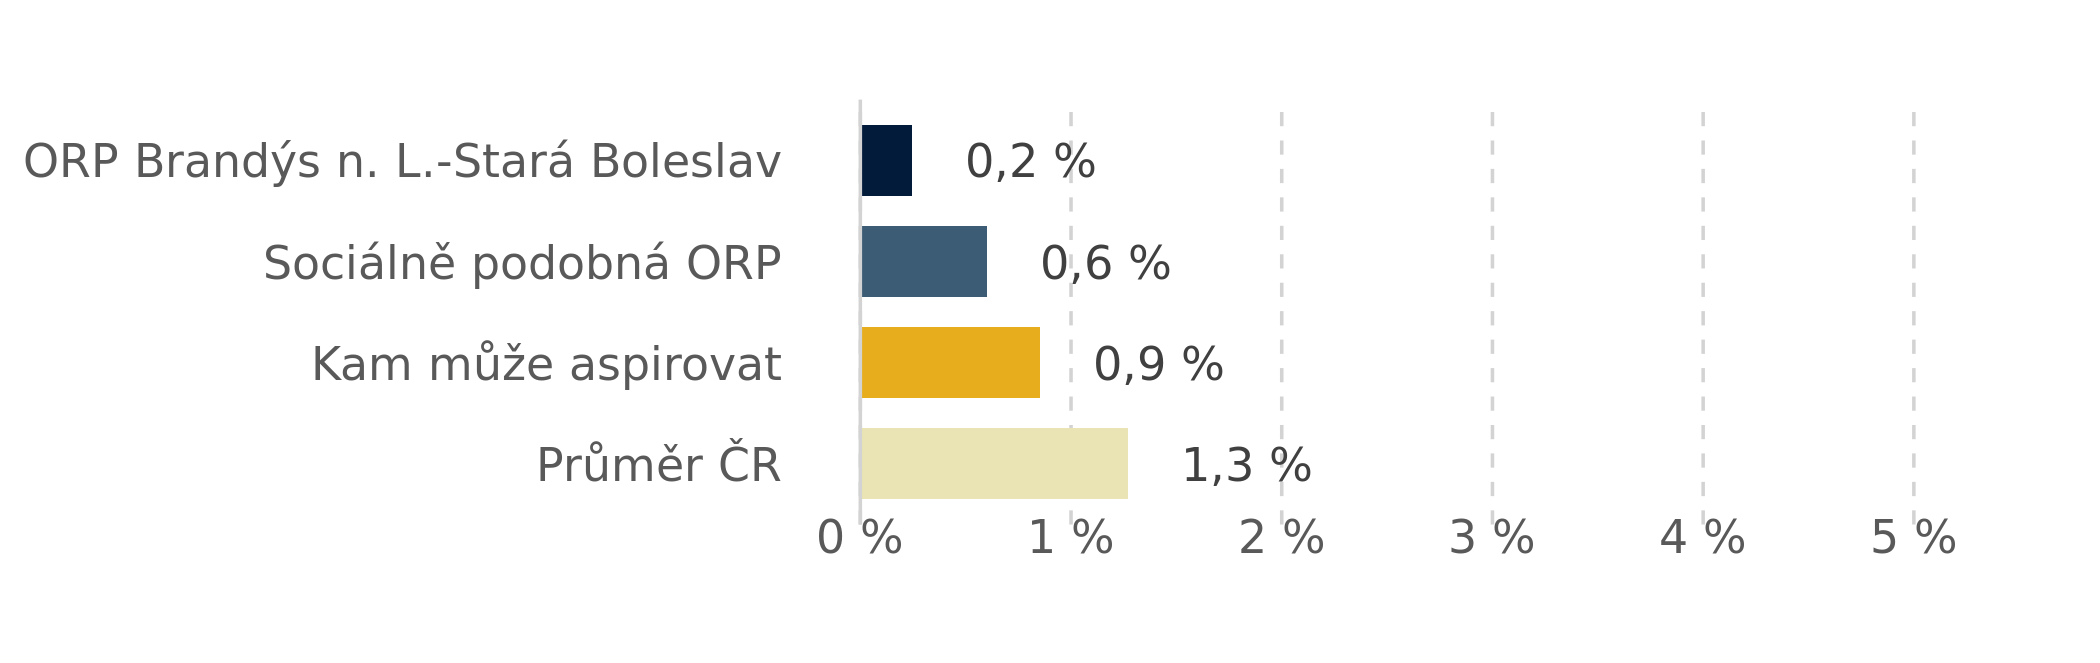 ORP Brandýs n. L.-Stará Boleslav 0,2 %
Sociálně podobná ORP 0,6 %
Kam může aspirovat 0,9 %
Průměr ČR 1,3 %
0 % 1 % 2 % 3 % 4 % 5 %